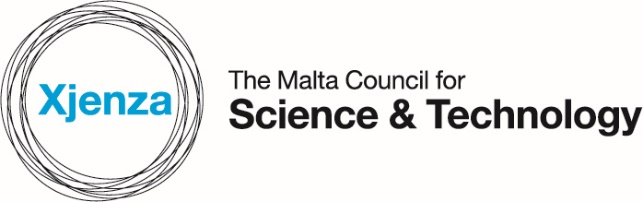 Xjenza
The Malta Council for
Science & Technology